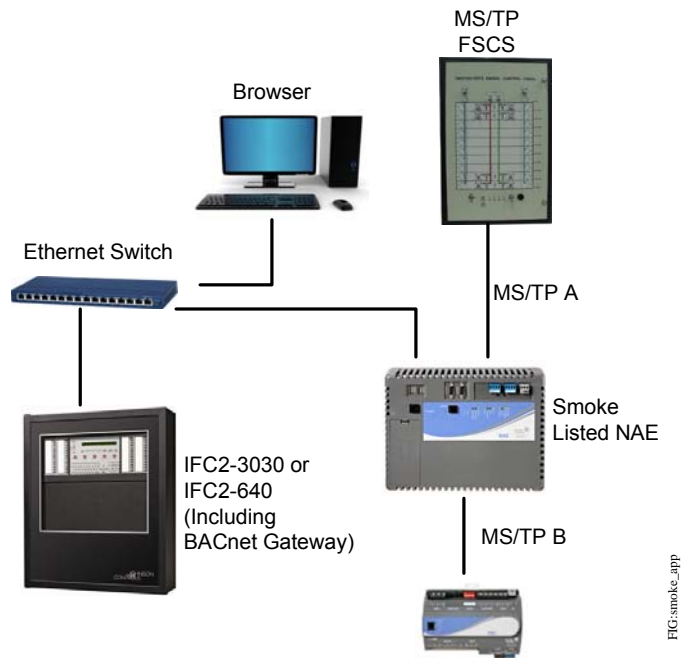 MS/TP
FSCS
Browser
Ethernet Switch
MS/TP A
Smoke
Listed NAE
IFC2-3030 or
IFC2-640
(Including
BACnet Gateway)
MS/TP B
FIG:smoke_app